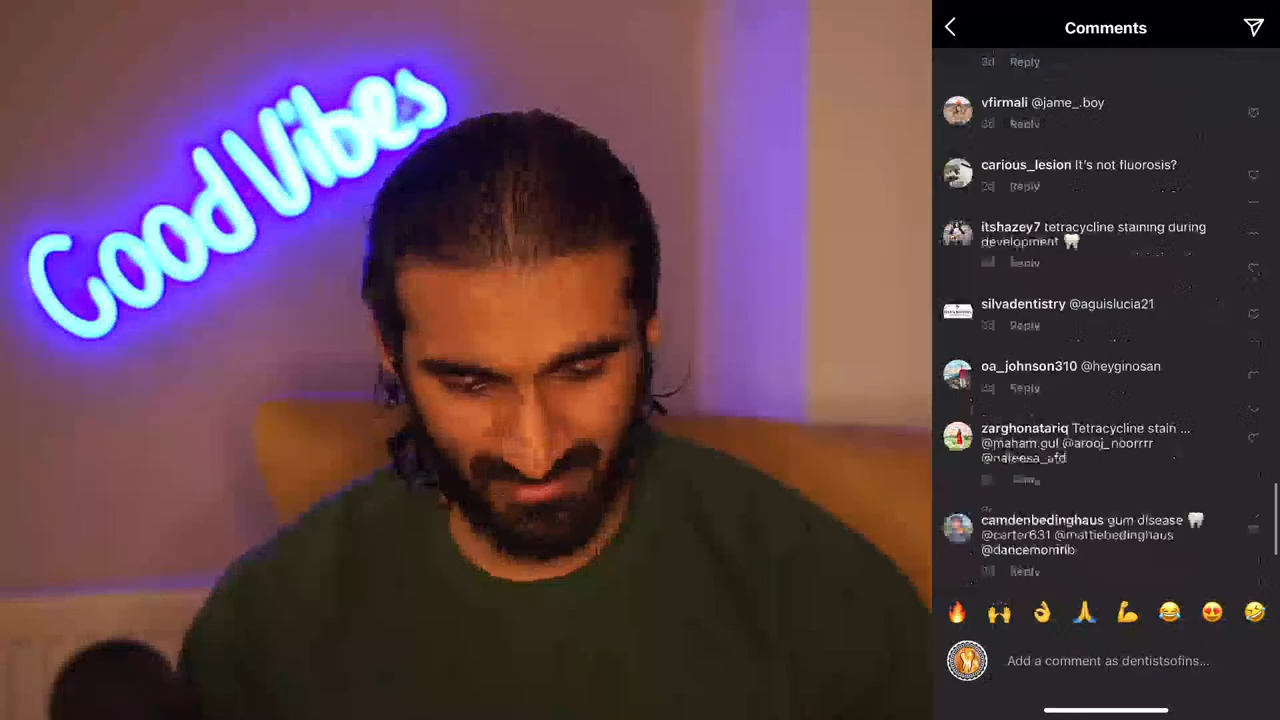 Good Vibes
Comments
3d Reply
vfirmali @jame_.boy
Reply
carious_lesion It's not fluorosis?
2d Reply
itshazey7 tetracycline staining during
development
Reply
silvadentistry @aguislucia21
Reply
oa_johnson310 @heyginosan
Reply
zarghonatariq Tetracycline stain ...
@maham.gul @arooj_noorrrr
camdenbedinghaus gum disease
@carter631 @mattiebedinghaus
@dancemomrib
Reply
Add a comment as dentistsofins...